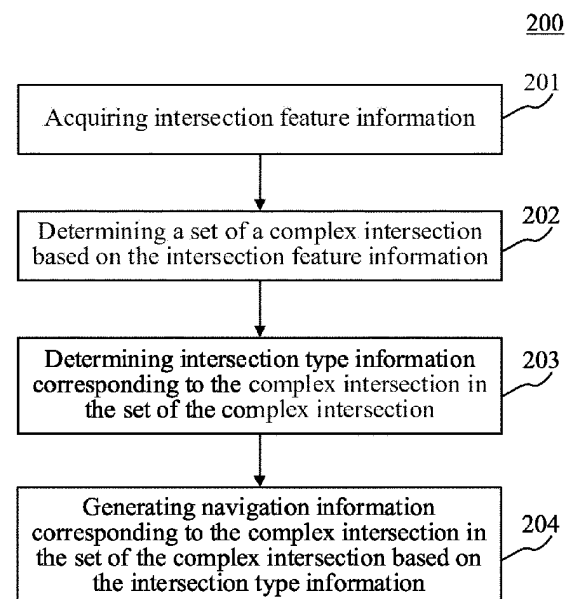 200
201
Acquiring intersection feature information
202
Determining a set of a complex intersection
based on the intersection feature information
203
Determining intersection type information
corresponding to the complex intersection in
the set of the complex intersection
204
Generating navigation information
corresponding to the complex intersection in
the set of the complex intersection based on
the intersection type information